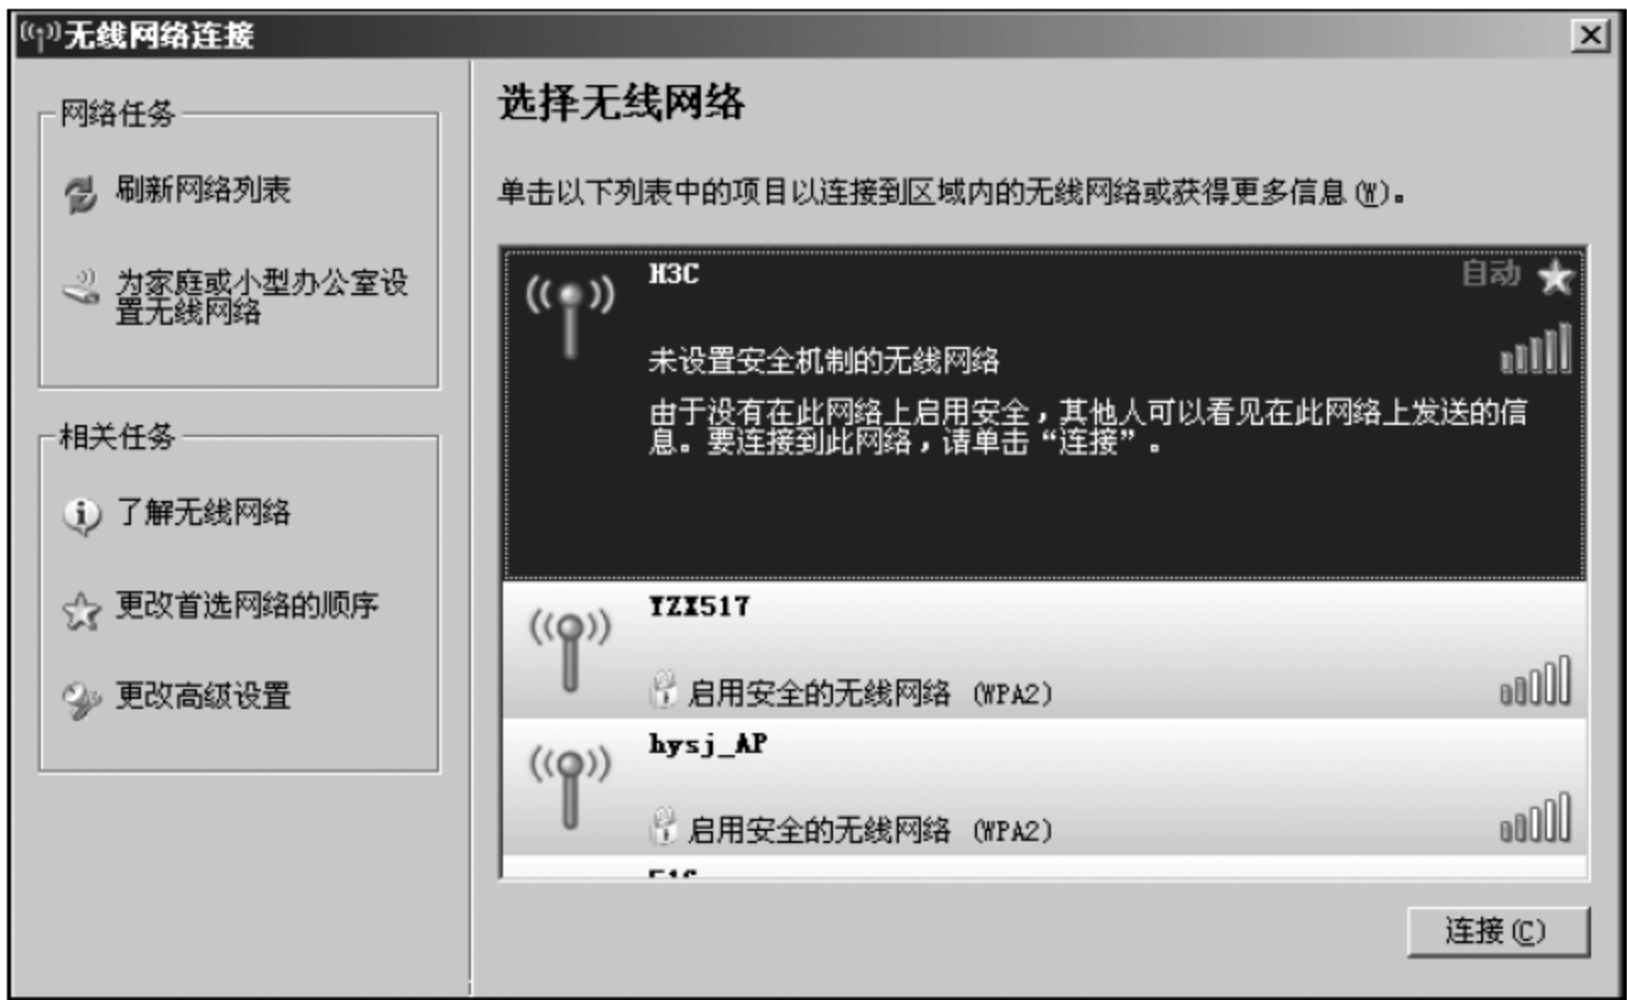 无线网络连接
网络任务
刷新网络列表
为家庭或小型办公室设
置无线网络
相关任务
了解无线网络
更改首选网络的顺序
更改高级设置
选择无线网络
单击以下列表中的项目以连接到区域内的无线网络或获得更多信息(W)。
H3C
自动
未设置安全机制的无线网络
由于没有在此网络上启用安全，其他人可以看见在此网络上发送的信
息。要连接到此网络，请单击“连接”。
YZX517
启用安全的无线网络 (WPA2)
hysj_AP
启用安全的无线网络 (WPA2)
连接(C)